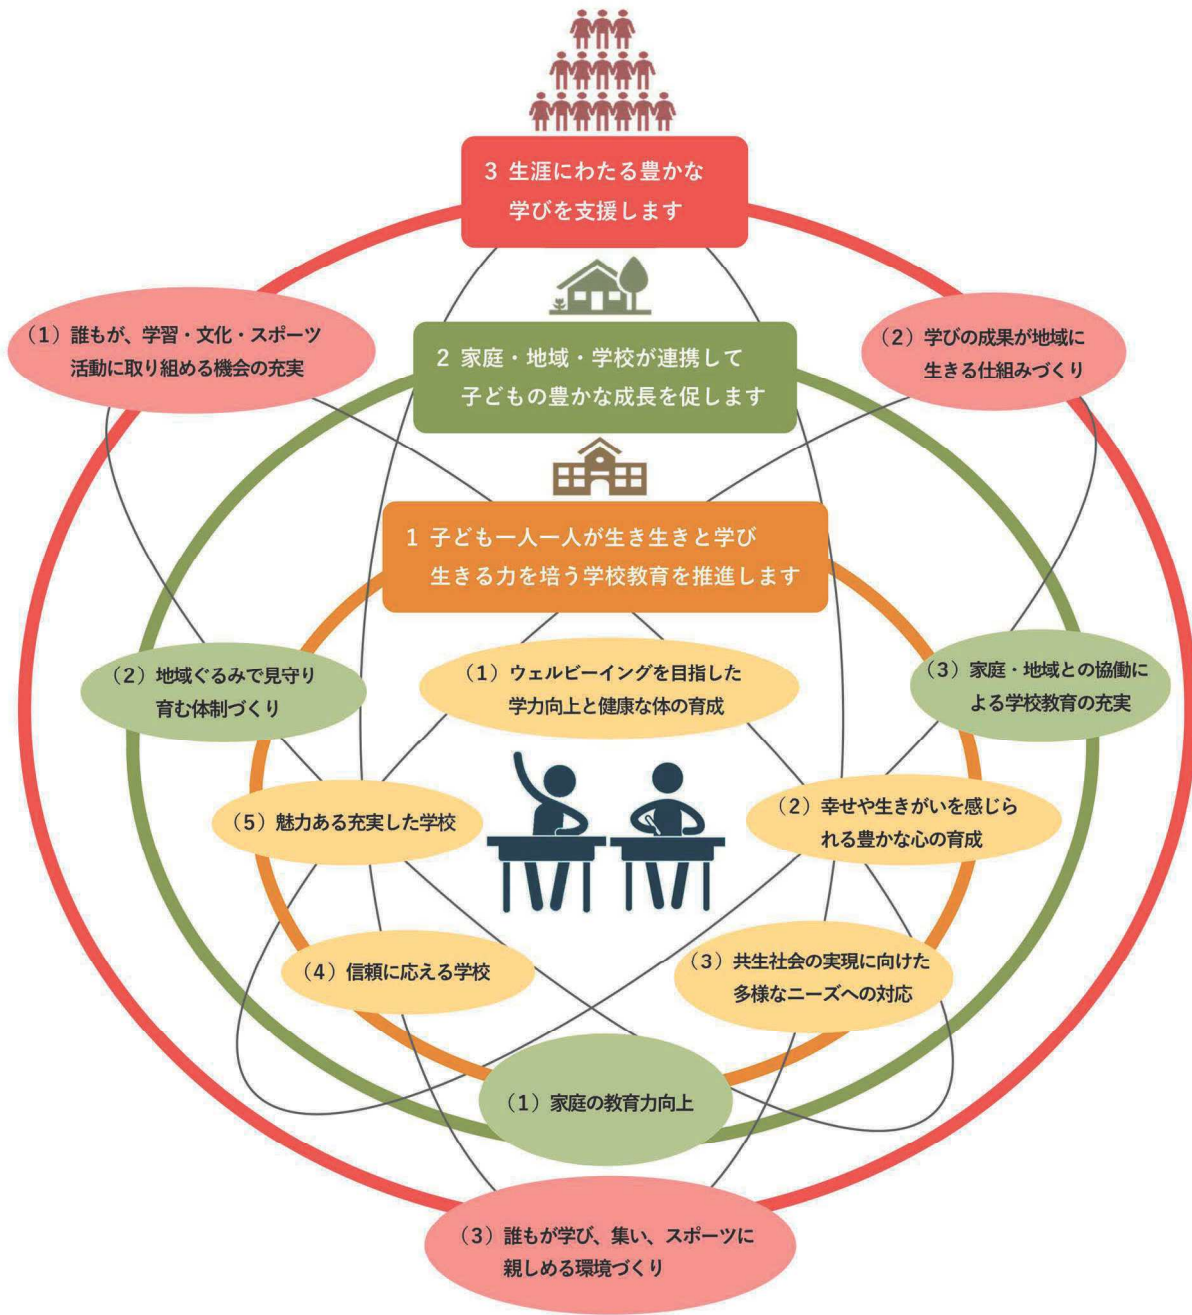 3 生涯にわたる豊かな
学びを支援します
(1) 誰もが、学習・文化・スポーツ
活動に取り組める機会の充実
(2) 学びの成果が地域に
生きる仕組みづくり
2 家庭・地域・学校が連携して
子どもの豊かな成長を促します
1 子ども一人一人が生き生きと学び
生きる力を培う学校教育を推進します
(2) 地域ぐるみで見守り
育む体制づくり
(1) ウェルビーイングを目指した
学力向上と健康な体の育成
(3) 家庭・地域との協働に
よる学校教育の充実
(5) 魅力ある充実した学校
(2) 幸せや生きがいを感じら
れる豊かな心の育成
(4) 信頼に応える学校
(3) 共生社会の実現に向けた
多様なニーズへの対応
(1) 家庭の教育力向上
(3) 誰もが学び、集い、スポーツに
親しめる環境づくり